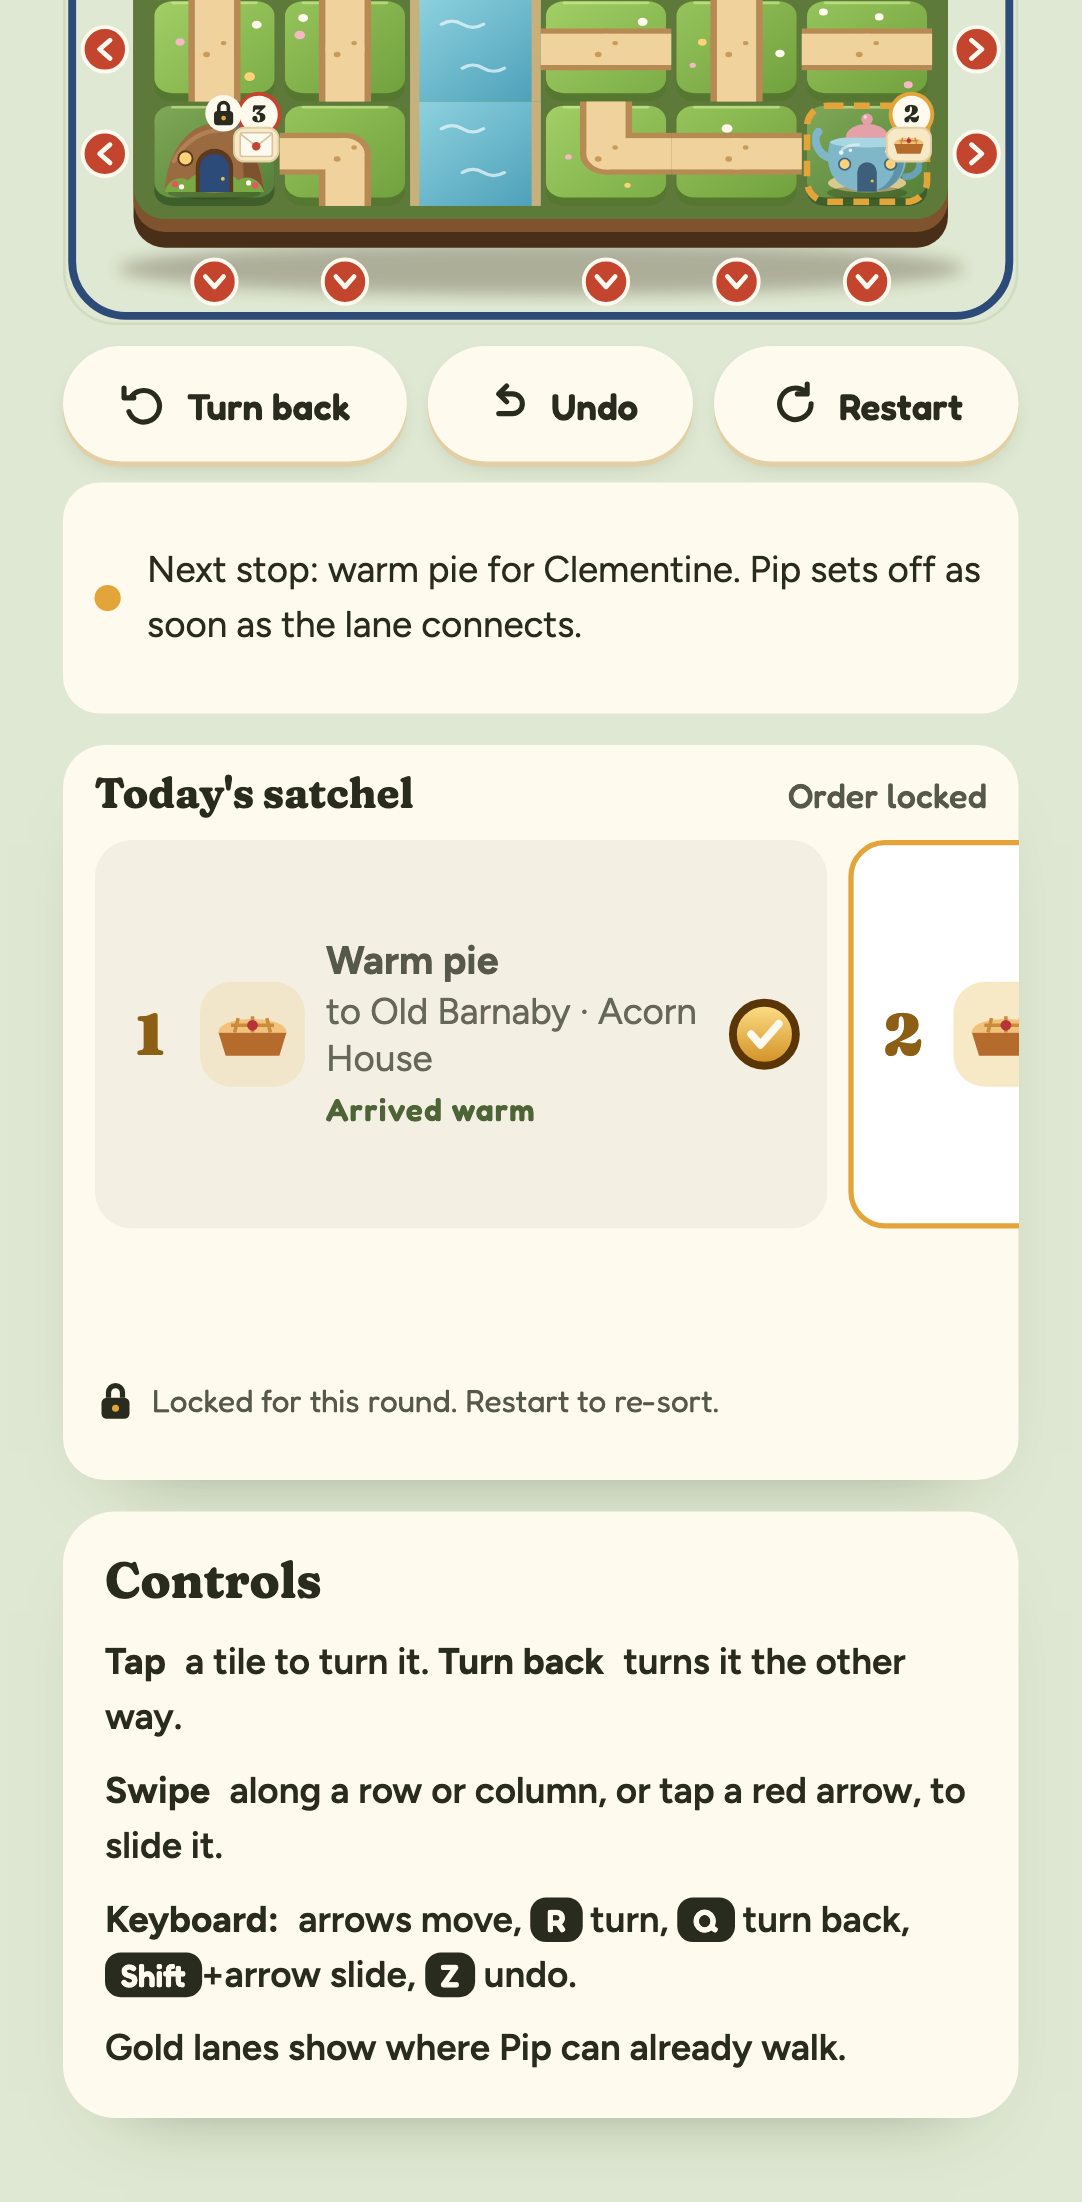 3
2
Turn back
Undo
Restart
Next stop: warm pie for Clementine. Pip sets off as
soon as the lane connects.
Today's satchel
Order locked
1
Warm pie
to Old Barnaby · Acorn
House
Arrived warm
2
Locked for this round. Restart to re-sort.
Controls
Tap a tile to turn it. Turn back turns it the other
way.
Swipe along a row or column, or tap a red arrow, to
slide it.
Keyboard: arrows move, R turn, Q turn back,
Shift+arrow slide, Z undo.
Gold lanes show where Pip can already walk.